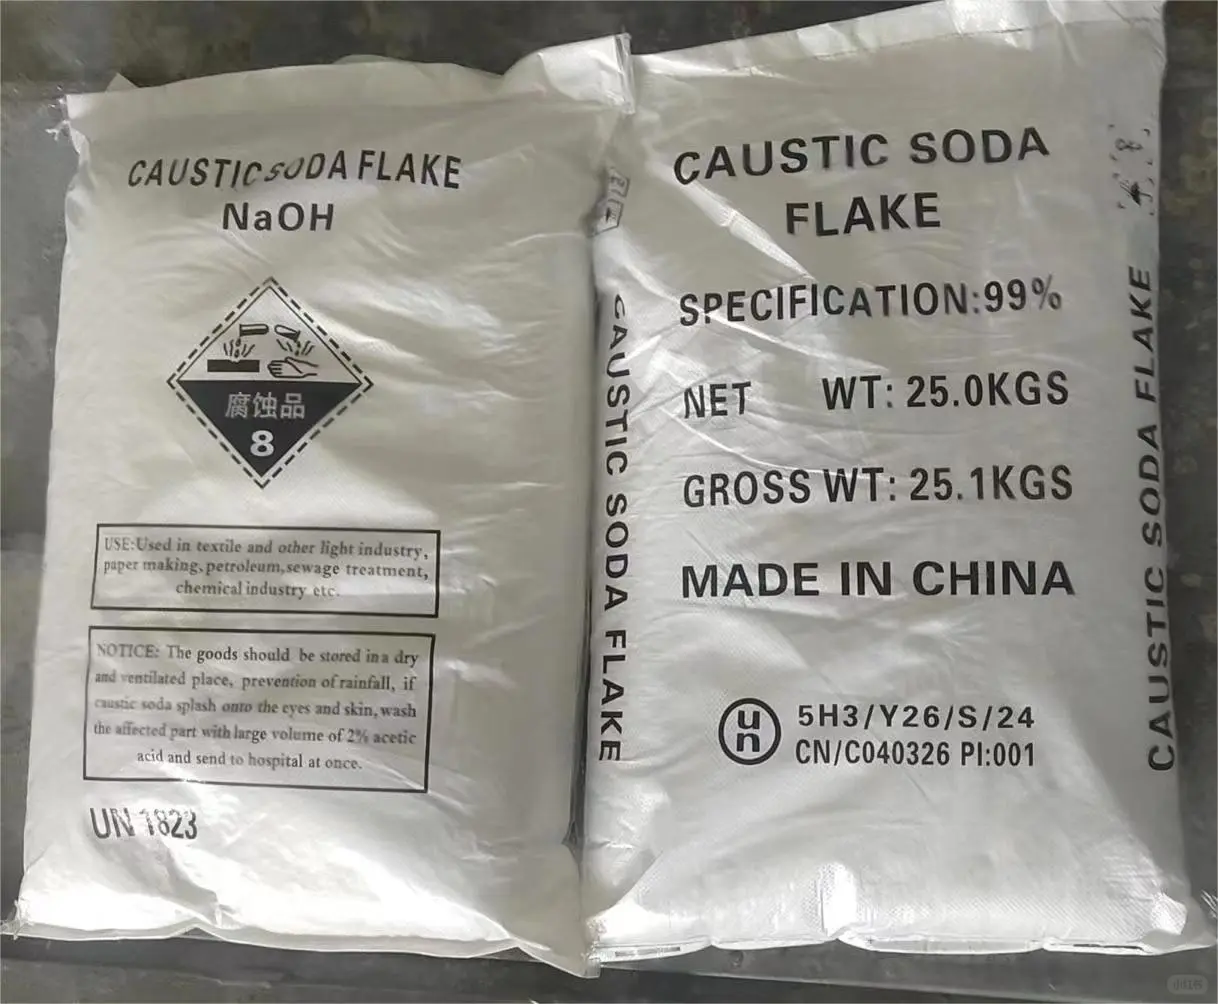 CAUSTIC SODA FLAKE
NaOH
腐蚀品
8
USE:Used in textile and other light industry,
paper making, petroleum,sewage treatment,
chemical industry etc.
NOTICE: The goods should be stored in a dry
and ventilated place, prevention of rainfall, if
caustic soda splash onto the eyes and skin, wash
the affected part with large volume of 2% acetic
acid and send to hospital at once.
UN 1823
CAUSTIC SODA FLAKE
CAUSTIC SODA
FLAKE
SPECIFICATION:99%
NET WT: 25.0KGS
GROSS WT: 25.1KGS
MADE IN CHINA
un
5H3/Y26/S/24
CN/C040326 PI:001
CAUSTIC SODA FLAKE